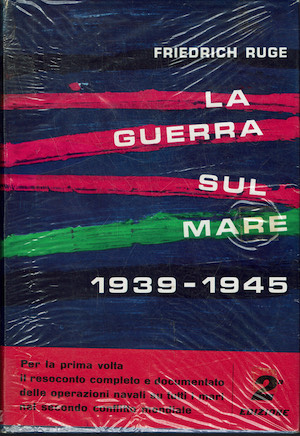 FRIEDRICH RUGE
LA
GUERRA
SUL
MARE
1939-1945
Per la prima volta
il resoconto completo e documentato
delle operazioni navali su tutti i mari
nel secondo conflitto mondiale
2ª
EDIZIONE